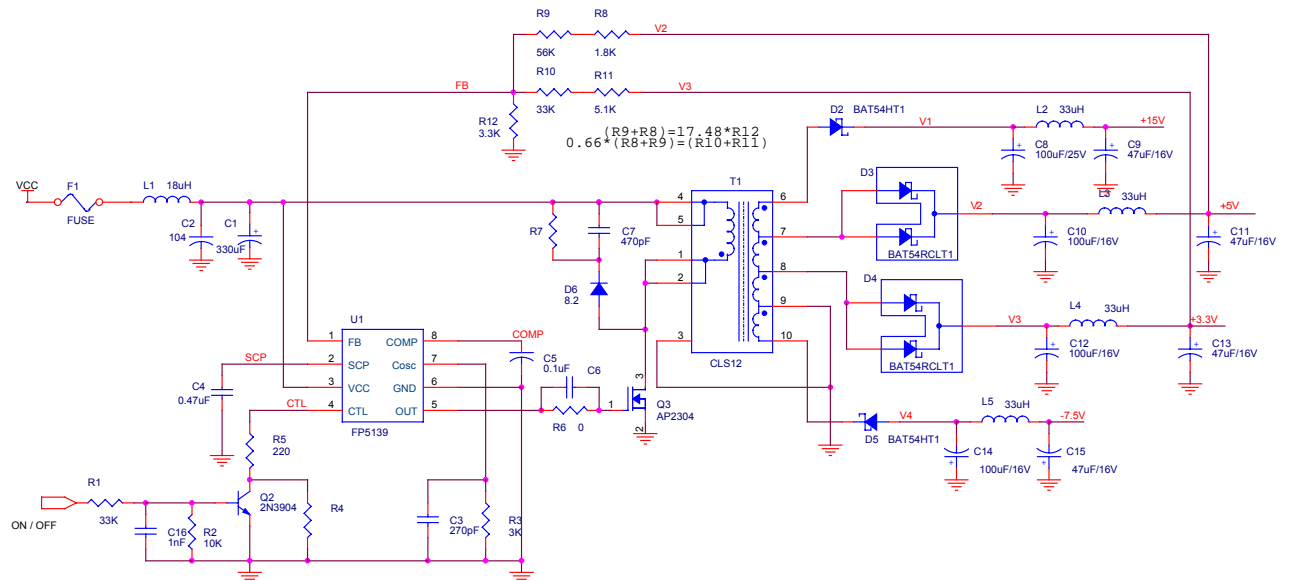 R9 R8 V2
56K 1.8K
R10 R11 V3
FB
33K 5.1K
R12
3.3K
(R9+R8)=17.48*R12
0.66*(R8+R9)=(R10+R11)
D2 BAT54HT1
V1
L2 33uH
+15V
C8
100uF/25V
C9
47uF/16V
VCC
F1
FUSE
L1 18uH
C2
104
C1
330uF
R7
C7
470pF
D6
8.2
T1
4
5
1
2
3
6
7
8
9
10
CLS12
D3
BAT54RCLT1
V2
L3 33uH
+5V
C10
100uF/16V
C11
47uF/16V
D4
BAT54RCLT1
V3
L4
33uH
+3.3V
C12
100uF/16V
C13
47uF/16V
U1
1 FB COMP 8
2 SCP Cosc 7
3 VCC GND 6
4 CTL OUT 5
FP5139
SCP
CTL
COMP
C4
0.47uF
C5
0.1uF
C6
R6 0
1
3
2
Q3
AP2304
D5 BAT54HT1
V4
L5
33uH
-7.5V
C14
100uF/16V
C15
47uF/16V
R5
220
R1
33K
ON / OFF
C16
1nF
R2
10K
Q2
2N3904
R4
C3
270pF
R3
3K